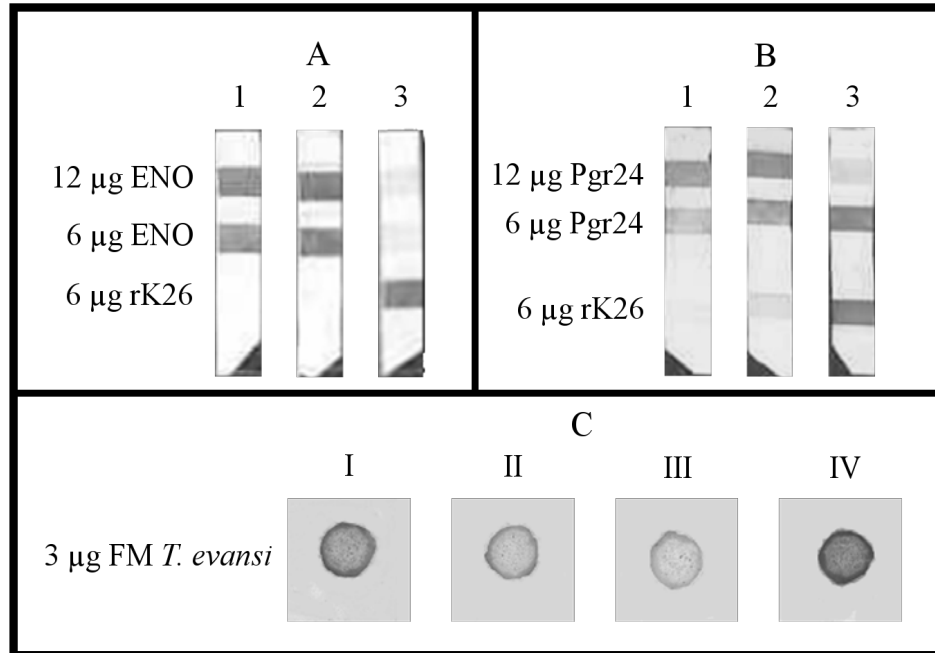 A
1 2 3
12 µg ENO
6 µg ENO
6 µg rK26
B
1 2 3
12 µg Pgr24
6 µg Pgr24
6 µg rK26
C
I II III IV
3 µg FM T. evansi